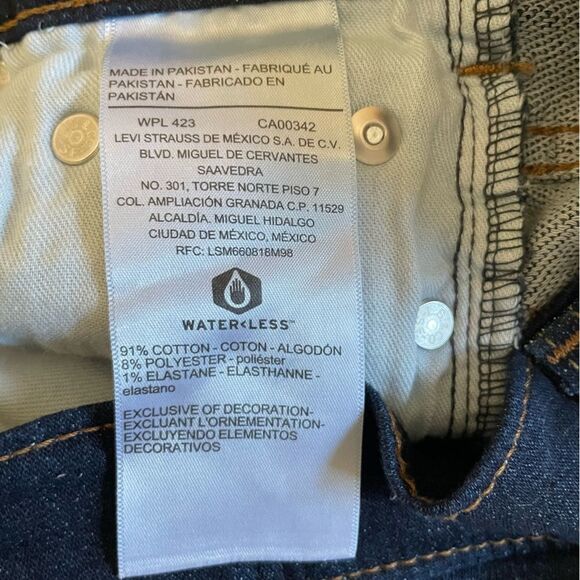 MADE IN PAKISTAN - FABRIQUÉ AU
PAKISTAN - FABRICADO EN
PAKISTÁN
WPL 423 CA00342
LEVI STRAUSS DE MÉXICO S.A. DE C.V.
BLVD. MIGUEL DE CERVANTES
SAAVEDRA
NO. 301, TORRE NORTE PISO 7
COL. AMPLIACIÓN GRANADA C.P. 11529
ALCALDÍA. MIGUEL HIDALGO
CIUDAD DE MÉXICO, MÉXICO
RFC: LSM660818M98
WATER<LESS™
91% COTTON - COTON - ALGODÓN
8% POLYESTER - poliéster
1% ELASTANE - ELASTHANNE -
elastano
EXCLUSIVE OF DECORATION-
EXCLUANT L'ORNEMENTATION-
EXCLUYENDO ELEMENTOS
DECORATIVOS